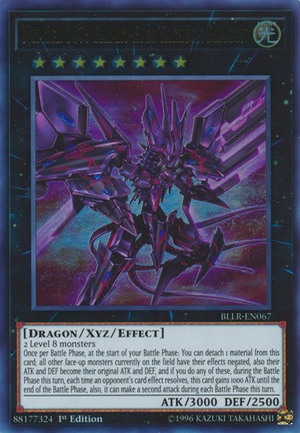 光
BLLR-EN067
[Dragon/Xyz/Effect]
2 Level 8 monsters
Once per Battle Phase, at the start of your Battle Phase: You can detach 1 material from this
card; all other face-up monsters currently on the field have their effects negated, also their
ATK and DEF become their original ATK and DEF, and if you do any of these, during the Battle
Phase this turn, each time an opponent's card effect resolves, this card gains 1000 ATK until the
end of the Battle Phase, also, it can make a second attack during each Battle Phase this turn.
ATK/3000 DEF/2500
88177324 1st Edition ©1996 KAZUKI TAKAHASHI